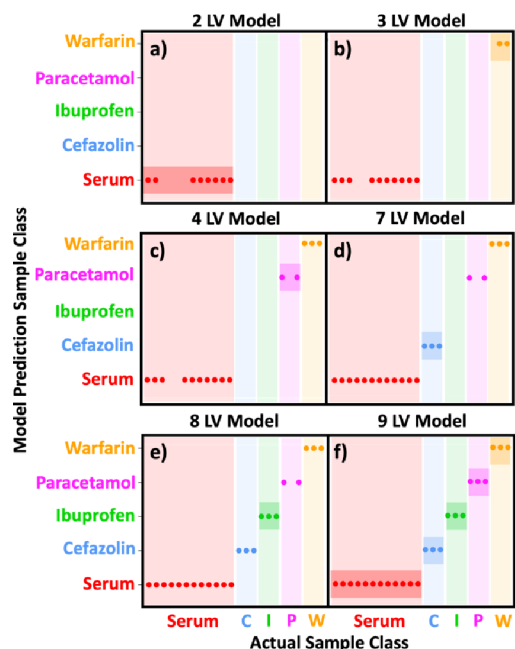 2 LV Model 3 LV Model
Warfarin a) b)
Paracetamol
Ibuprofen
Cefazolin
Serum
4 LV Model 7 LV Model
Warfarin c) d)
Paracetamol
Ibuprofen
Cefazolin
Serum
8 LV Model 9 LV Model
Warfarin e) f)
Paracetamol
Ibuprofen
Cefazolin
Serum
Serum C I P W Serum C I P W
Actual Sample Class
Model Prediction Sample Class